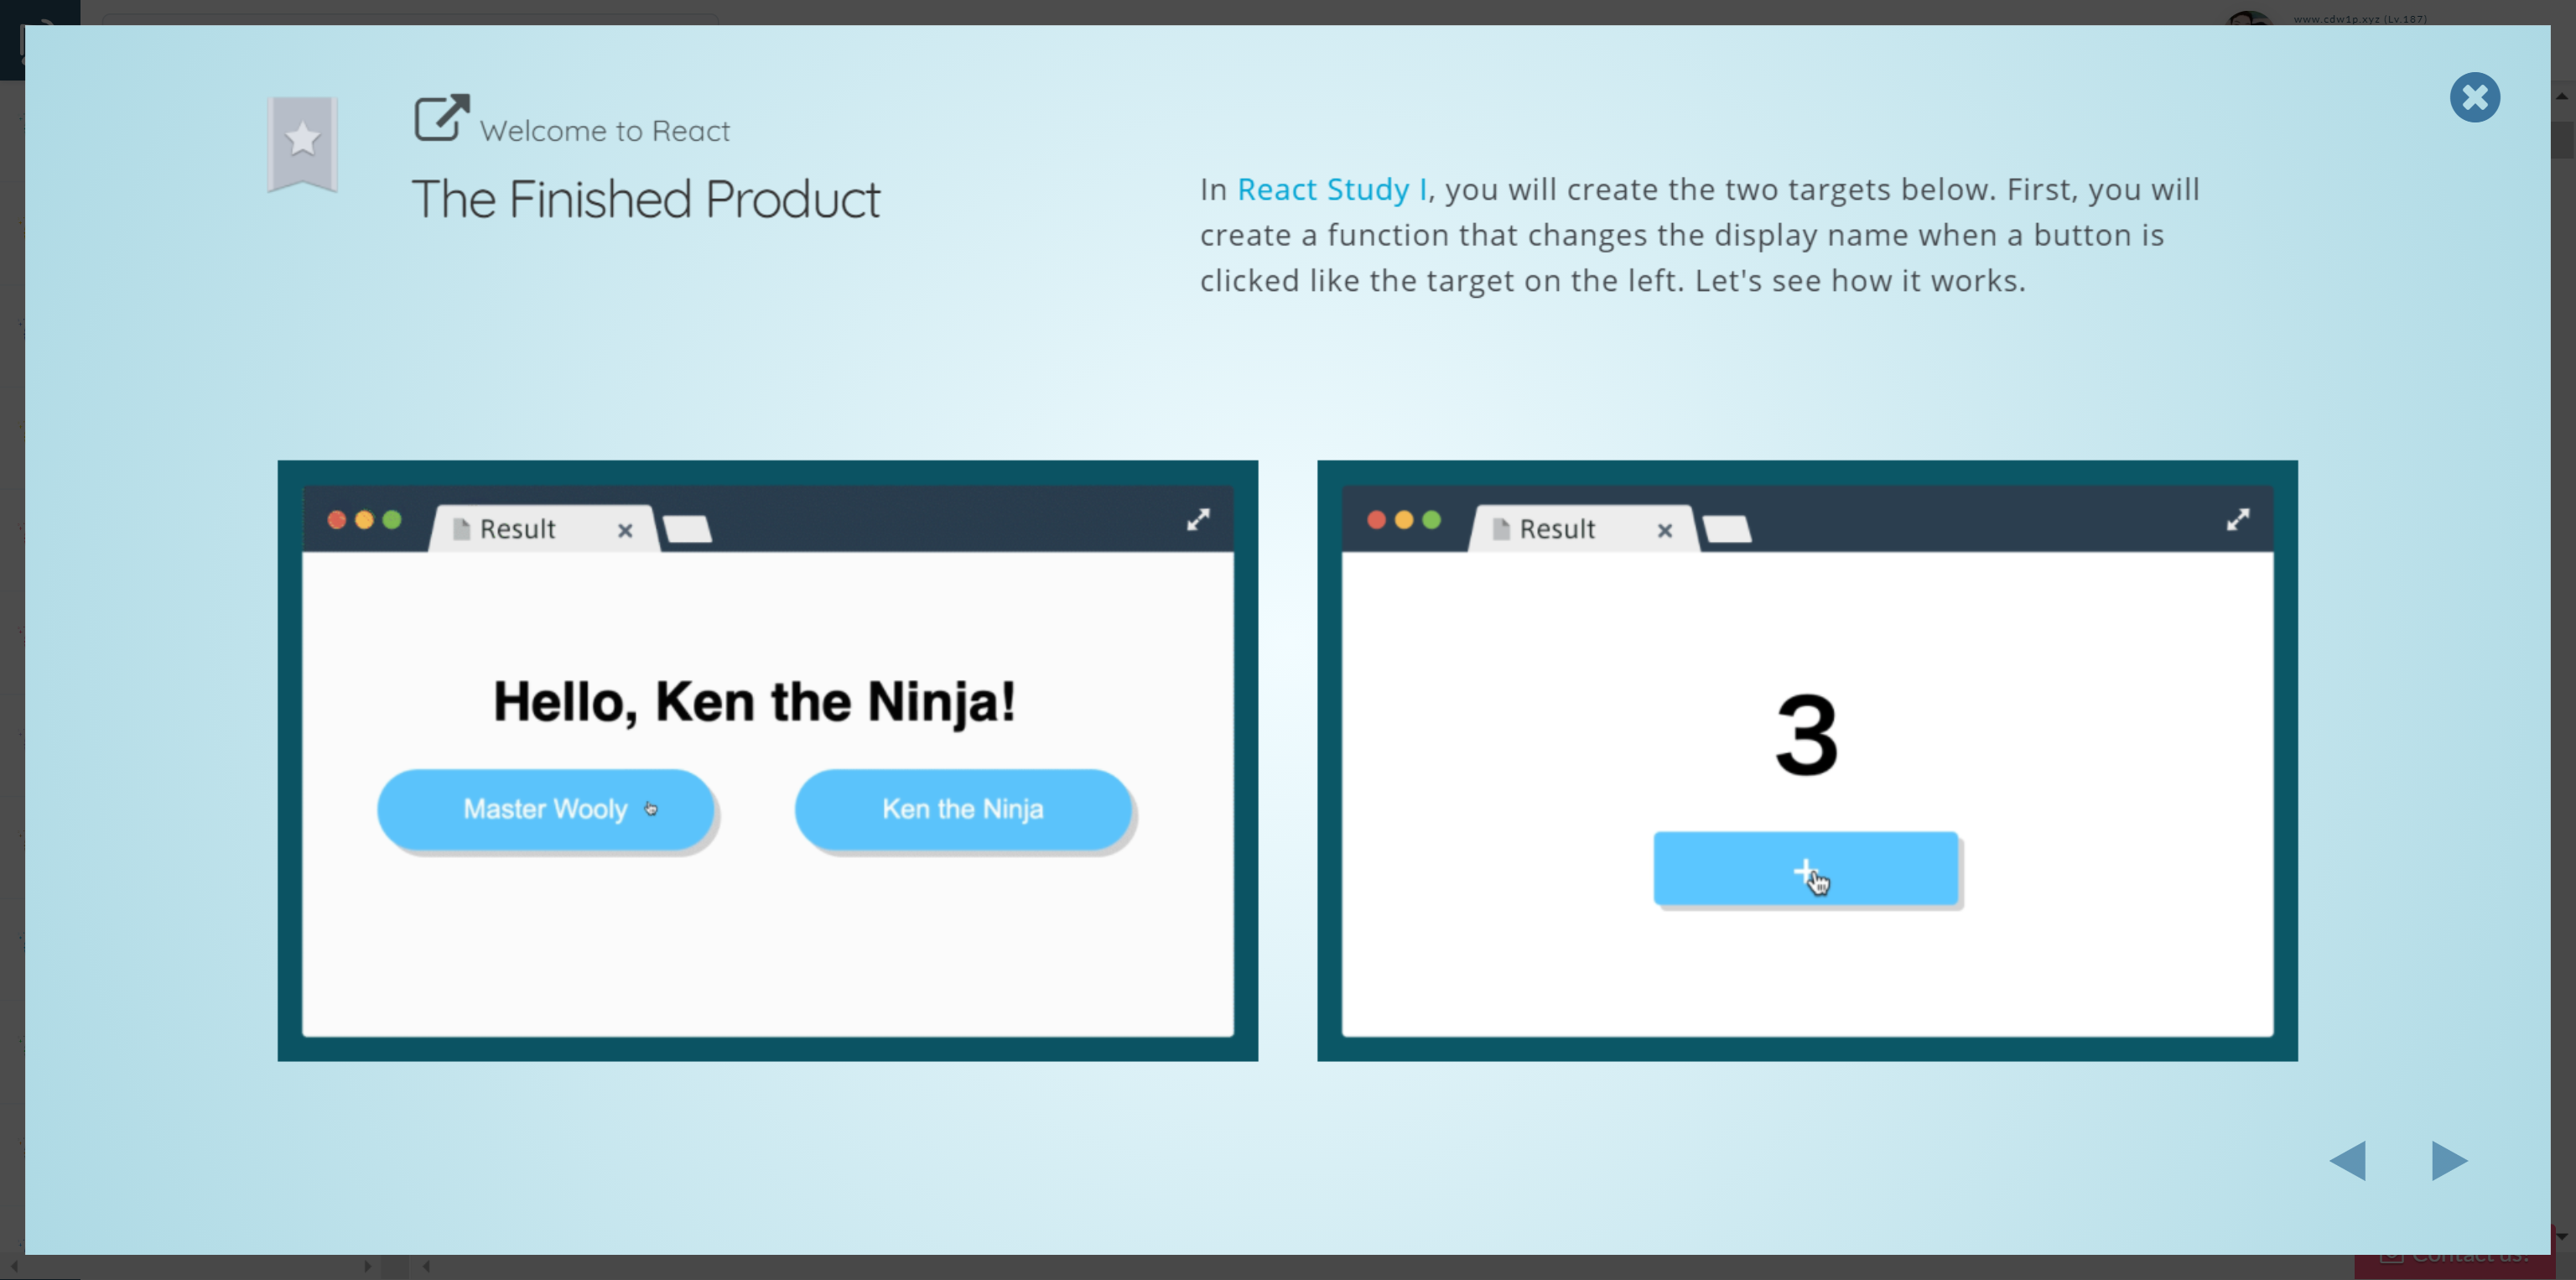 www.cdw1p.xyz (Lv.187)
Welcome to React
The Finished Product
In React Study I, you will create the two targets below. First, you will
create a function that changes the display name when a button is
clicked like the target on the left. Let's see how it works.
Result
Hello, Ken the Ninja!
Master Wooly
Ken the Ninja
Result
3
+
Contact us!